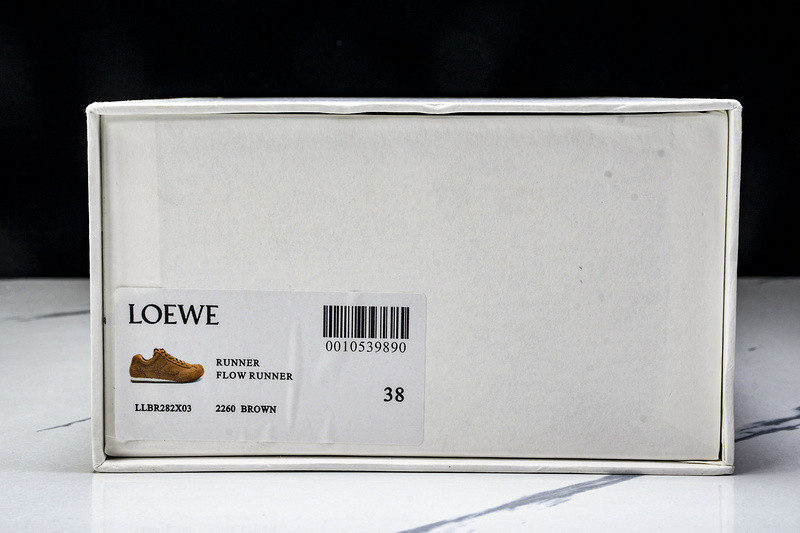 LOEWE
0010539890
RUNNER
FLOW RUNNER
38
LLBR282X03 2260 BROWN